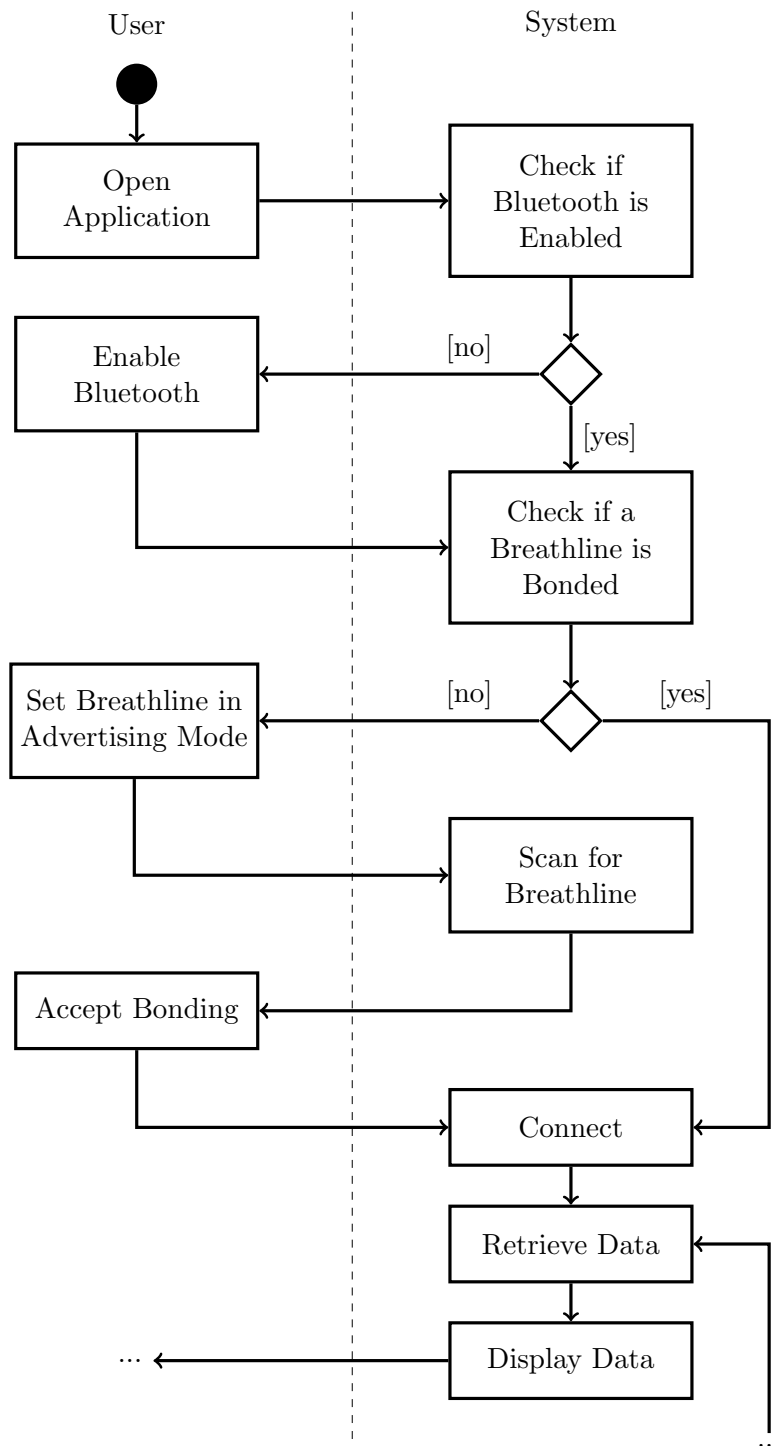 User
System
Open
Application
Check if
Bluetooth is
Enabled
Enable
Bluetooth
[no]
[yes]
Check if a
Breathline is
Bonded
Set Breathline in
Advertising Mode
[no]
[yes]
Scan for
Breathline
Accept Bonding
Connect
Retrieve Data
Display Data
...
..